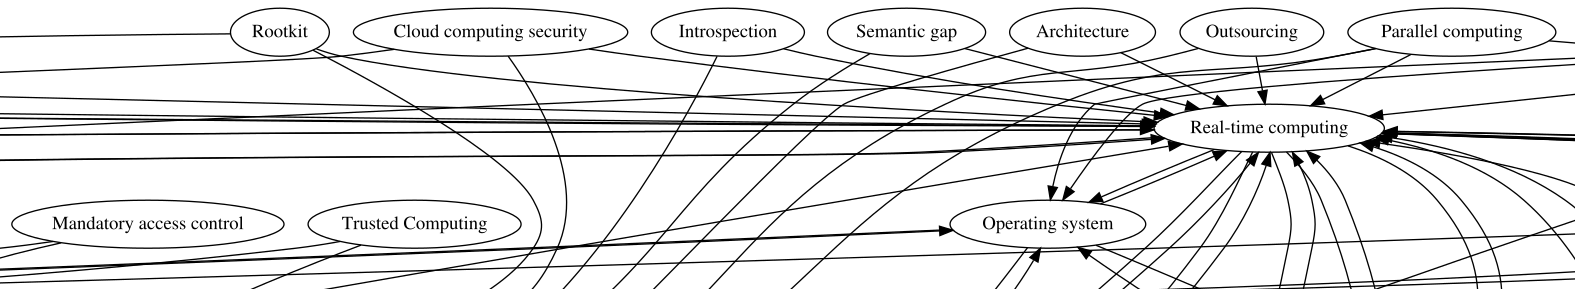 Rootkit
Cloud computing security
Introspection
Semantic gap
Architecture
Outsourcing
Parallel computing
Real-time computing
Mandatory access control
Trusted Computing
Operating system